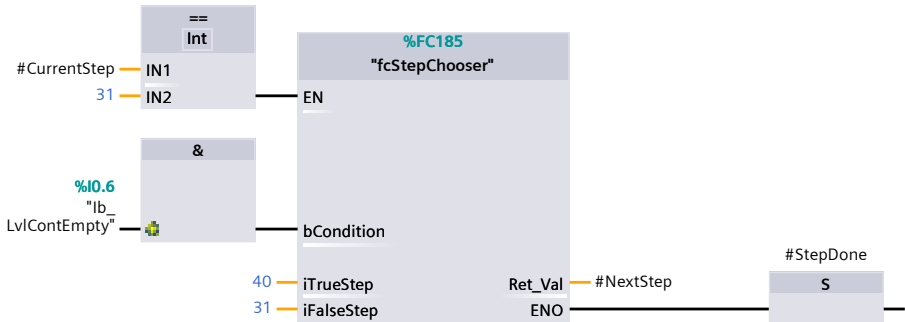 ==
Int
#CurrentStep
IN1
31
IN2
%FC185
"fcStepChooser"
EN
&
%I0.6
"Ib_
LvlContEmpty"
bCondition
40
iTrueStep
31
iFalseStep
Ret_Val
#NextStep
ENO
#StepDone
S